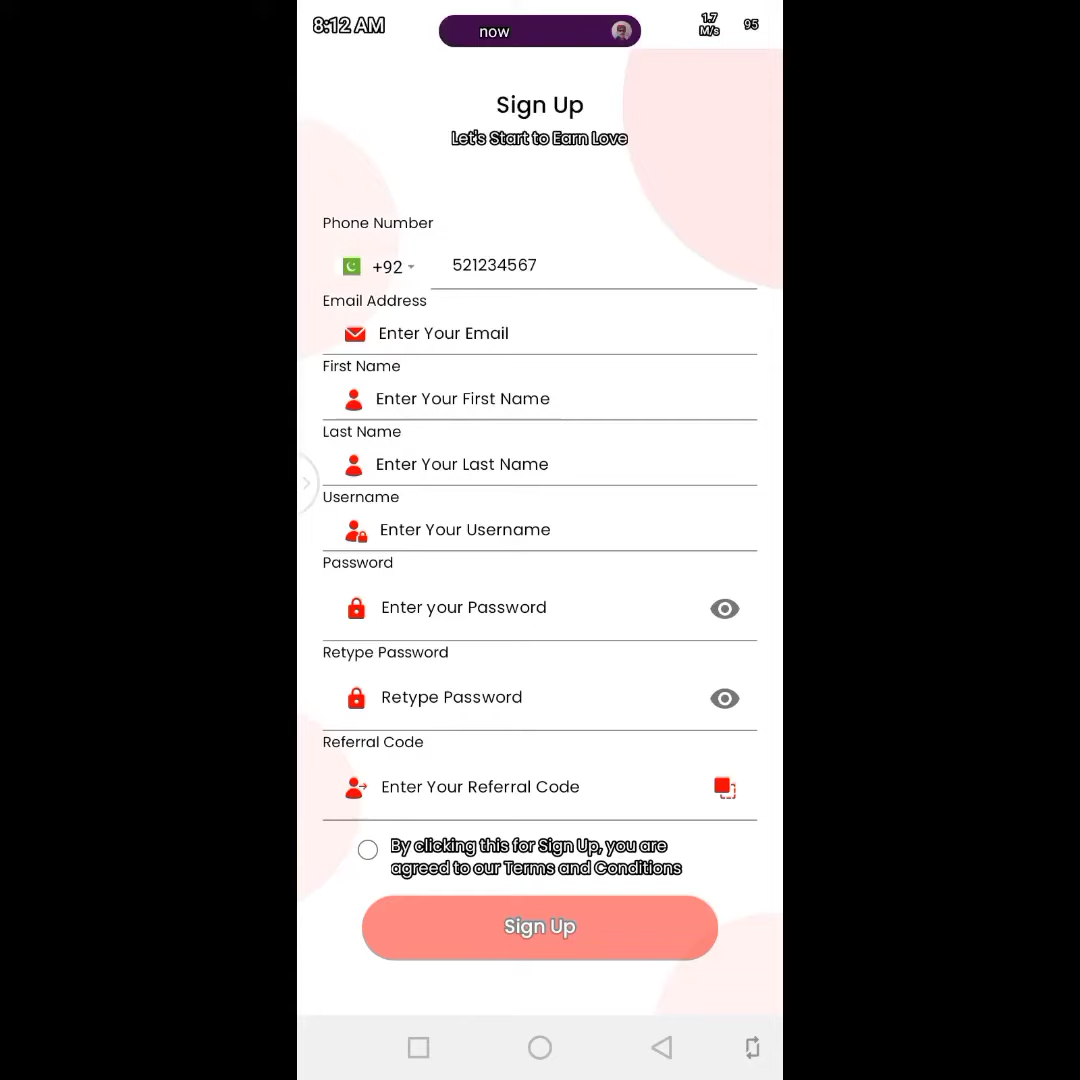 8:12 AM
now
1.7
M/s
95
Sign Up
Let's Start to Earn Love
Phone Number
+92
521234567
Email Address
Enter Your Email
First Name
Enter Your First Name
Last Name
Enter Your Last Name
Username
Enter Your Username
Password
Enter your Password
Retype Password
Retype Password
Referral Code
Enter Your Referral Code
By clicking this for Sign Up, you are
agreed to our Terms and Conditions
Sign Up